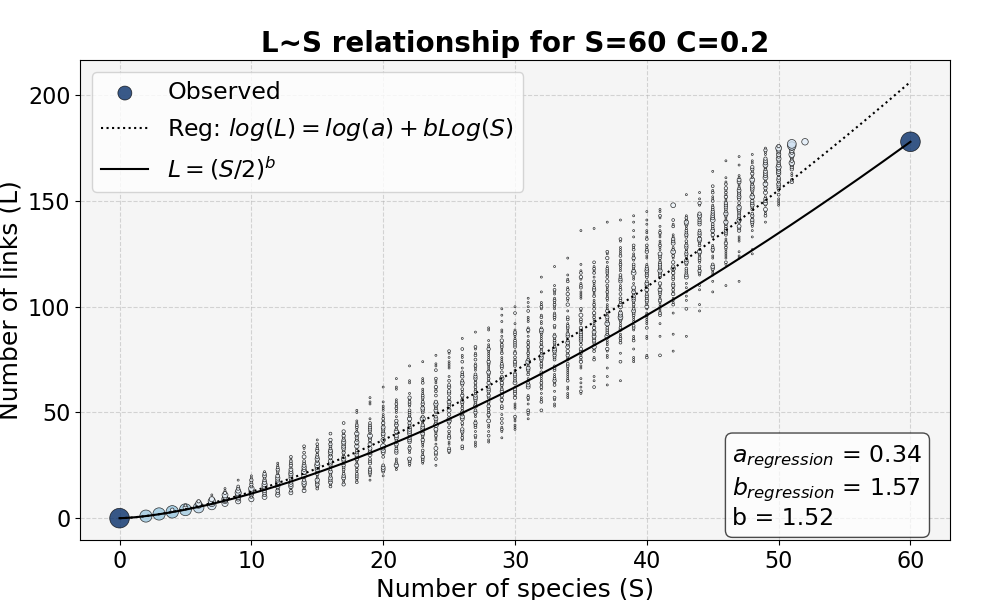 L~S relationship for S=60 C=0.2
Number of links (L)
200
150
100
50
0
Observed
Reg: log(L) = log(a) + bLog(S)
L = (S/2)^b
a_regression = 0.34
b_regression = 1.57
b = 1.52
0 10 20 30 40 50 60
Number of species (S)